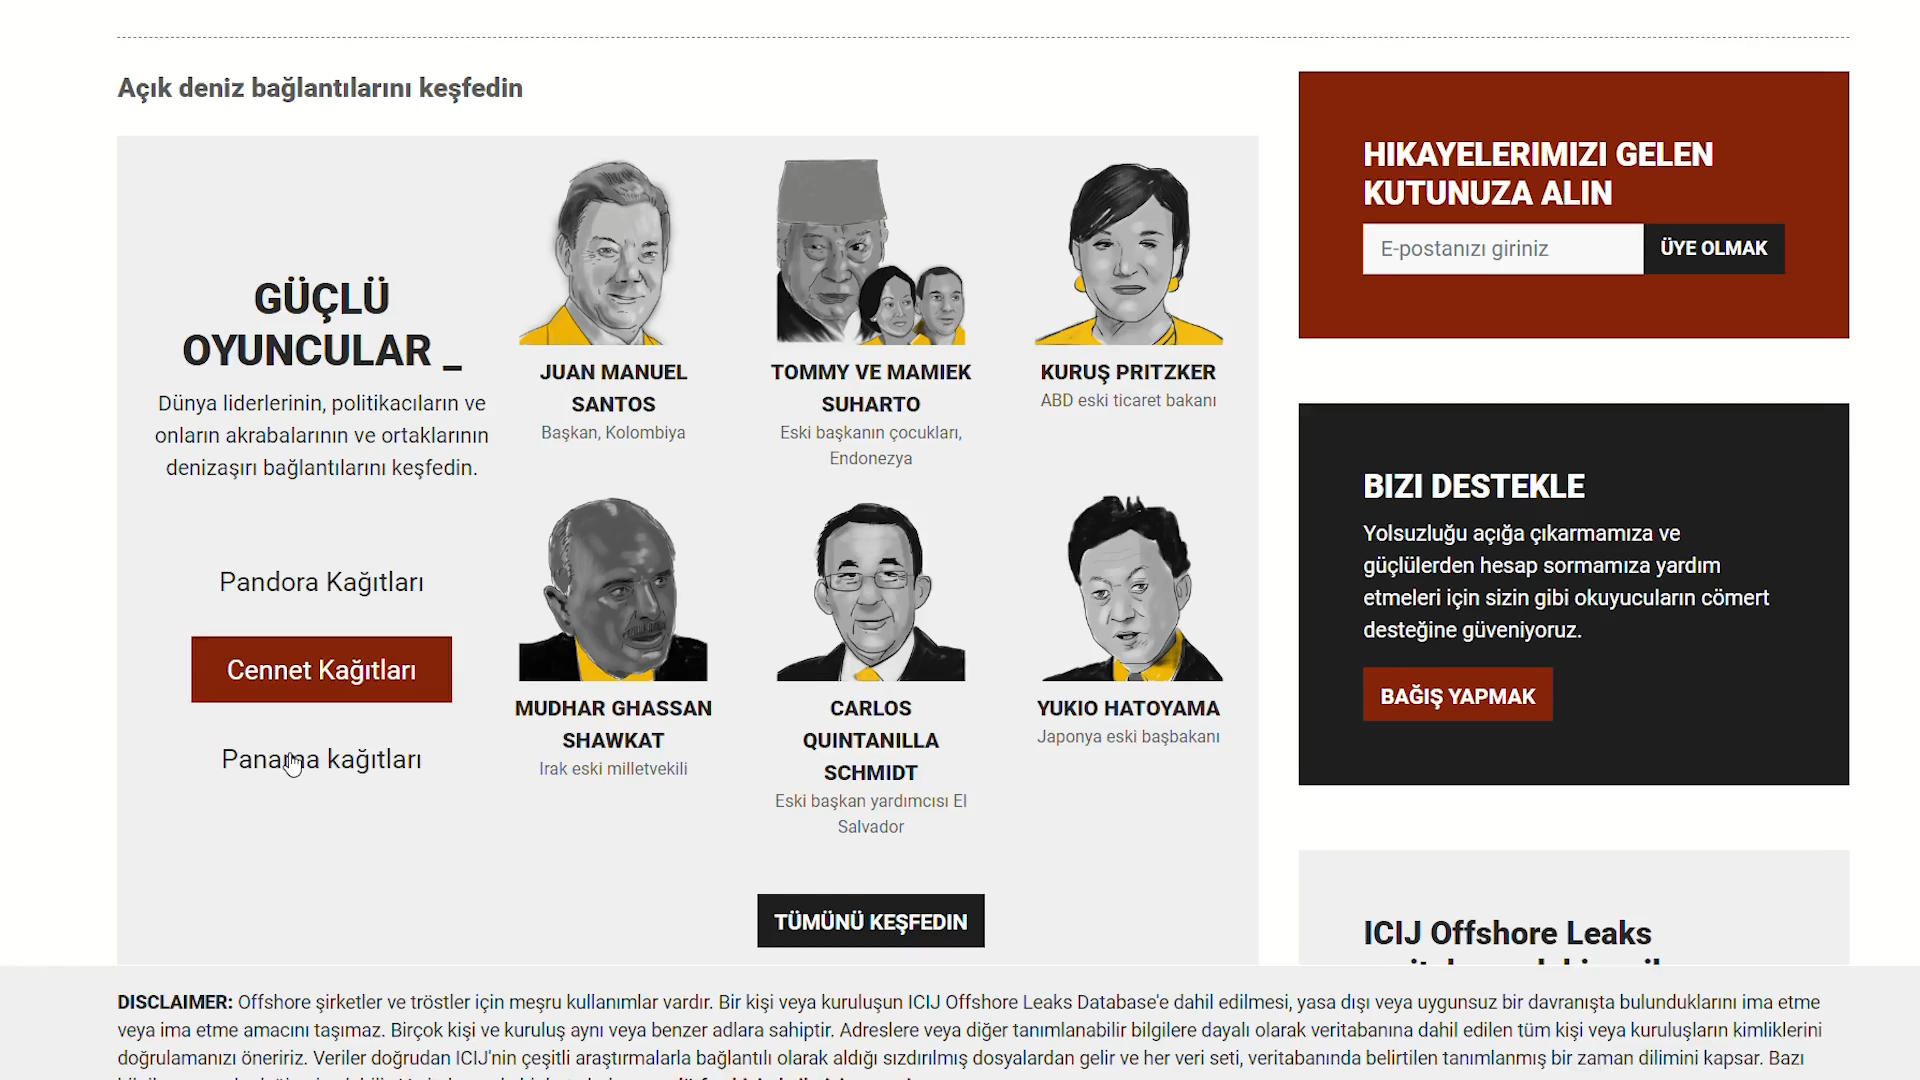 Açık deniz bağlantılarını keşfedin
GÜÇLÜ
OYUNCULAR _
Dünya liderlerinin, politikacıların ve
onların akrabalarının ve ortaklarının
denizaşırı bağlantılarını keşfedin.
Pandora Kağıtları
Cennet Kağıtları
Panama kağıtları
JUAN MANUEL
SANTOS
Başkan, Kolombiya
TOMMY VE MAMIEK
SUHARTO
Eski başkanın çocukları,
Endonezya
KURUŞ PRITZKER
ABD eski ticaret bakanı
MUDHAR GHASSAN
SHAWKAT
Irak eski milletvekili
CARLOS
QUINTANILLA
SCHMIDT
Eski başkan yardımcısı El
Salvador
YUKIO HATOYAMA
Japonya eski başbakanı
TÜMÜNÜ KEŞFEDIN
HIKAYELERIMIZI GELEN
KUTUNUZA ALIN
E-postanızı giriniz
ÜYE OLMAK
BIZI DESTEKLE
Yolsuzluğu açığa çıkarmamıza ve
güçlülerden hesap sormamıza yardım
etmeleri için sizin gibi okuyucuların cömert
desteğine güveniyoruz.
BAĞIŞ YAPMAK
ICIJ Offshore Leaks
DISCLAIMER: Offshore şirketler ve tröstler için meşru kullanımlar vardır. Bir kişi veya kuruluşun ICIJ Offshore Leaks Database'e dahil edilmesi, yasa dışı veya uygunsuz bir davranışta bulunduklarını ima etme
veya ima etme amacını taşımaz. Birçok kişi ve kuruluş aynı veya benzer adlara sahiptir. Adreslere veya diğer tanımlanabilir bilgilere dayalı olarak veritabanına dahil edilen tüm kişi veya kuruluşların kimliklerini
doğrulamanızı öneririz. Veriler doğrudan ICIJ'nin çeşitli araştırmalarla bağlantılı olarak aldığı sızdırılmış dosyalardan gelir ve her veri seti, veritabanında belirtilen tanımlanmış bir zaman dilimini kapsar. Bazı